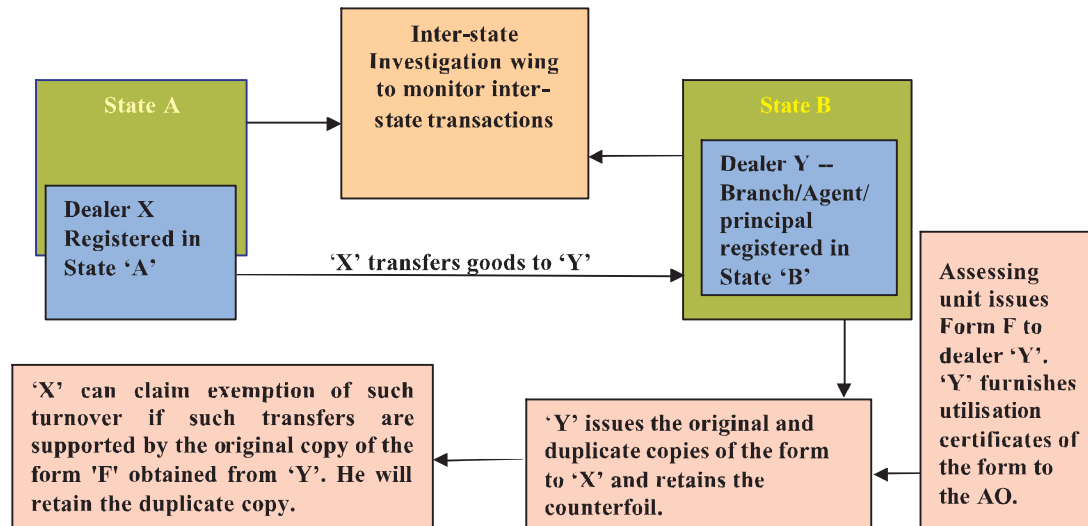 Inter-state
Investigation wing
to monitor inter-
state transactions
State A
State B
Dealer X
Registered in
State ‘A’
Dealer Y --
Branch/Agent/
principal
registered in
State ‘B’
‘X’ transfers goods to ‘Y’
Assessing
unit issues
Form F to
dealer ‘Y’.
‘Y’ furnishes
utilisation
certificates of
the form to
the AO.
‘Y’ issues the original and
duplicate copies of the form
to ‘X’ and retains the
counterfoil.
‘X’ can claim exemption of such
turnover if such transfers are
supported by the original copy of the
form 'F' obtained from ‘Y’. He will
retain the duplicate copy.